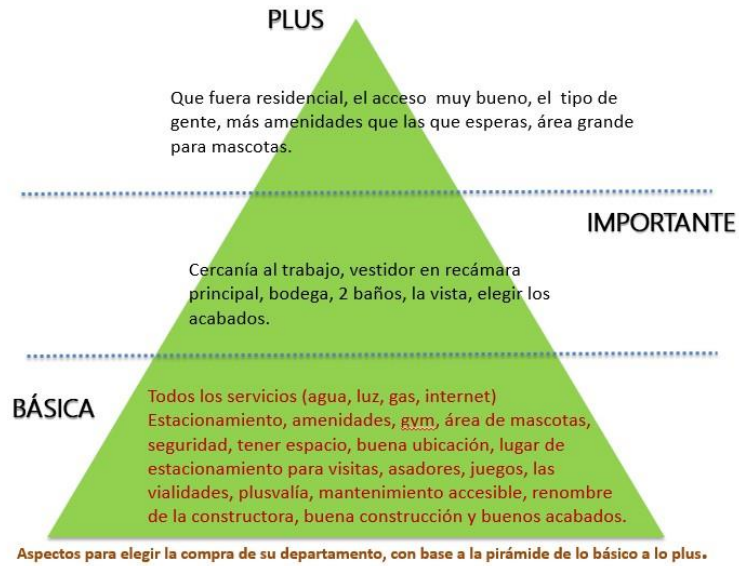 PLUS
Que fuera residencial, el acceso muy bueno, el tipo de
gente, más amenidades que las que esperas, área grande
para mascotas.
IMPORTANTE
Cercanía al trabajo, vestidor en recámara
principal, bodega, 2 baños, la vista, elegir los
acabados.
BÁSICA
Todos los servicios (agua, luz, gas, internet)
Estacionamiento, amenidades, gym, área de mascotas,
seguridad, tener espacio, buena ubicación, lugar de
estacionamiento para visitas, asadores, juegos, las
vialidades, plusvalía, mantenimiento accesible, renombre
de la constructora, buena construcción y buenos acabados.
Aspectos para elegir la compra de su departamento, con base a la pirámide de lo básico a lo plus.